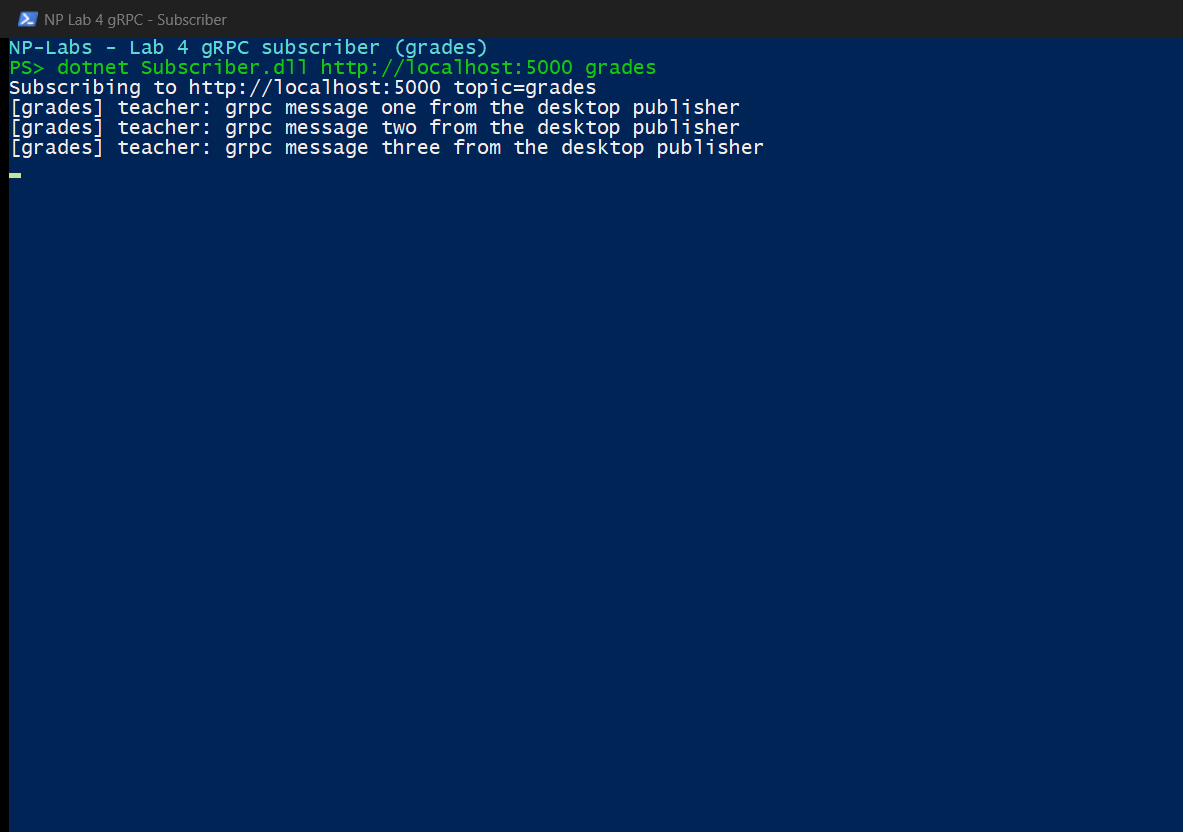 NP Lab 4 gRPC - Subscriber
NP-Labs - Lab 4 gRPC subscriber (grades)
PS> dotnet Subscriber.dll http://localhost:5000 grades
Subscribing to http://localhost:5000 topic=grades
[grades] teacher: grpc message one from the desktop publisher
[grades] teacher: grpc message two from the desktop publisher
[grades] teacher: grpc message three from the desktop publisher